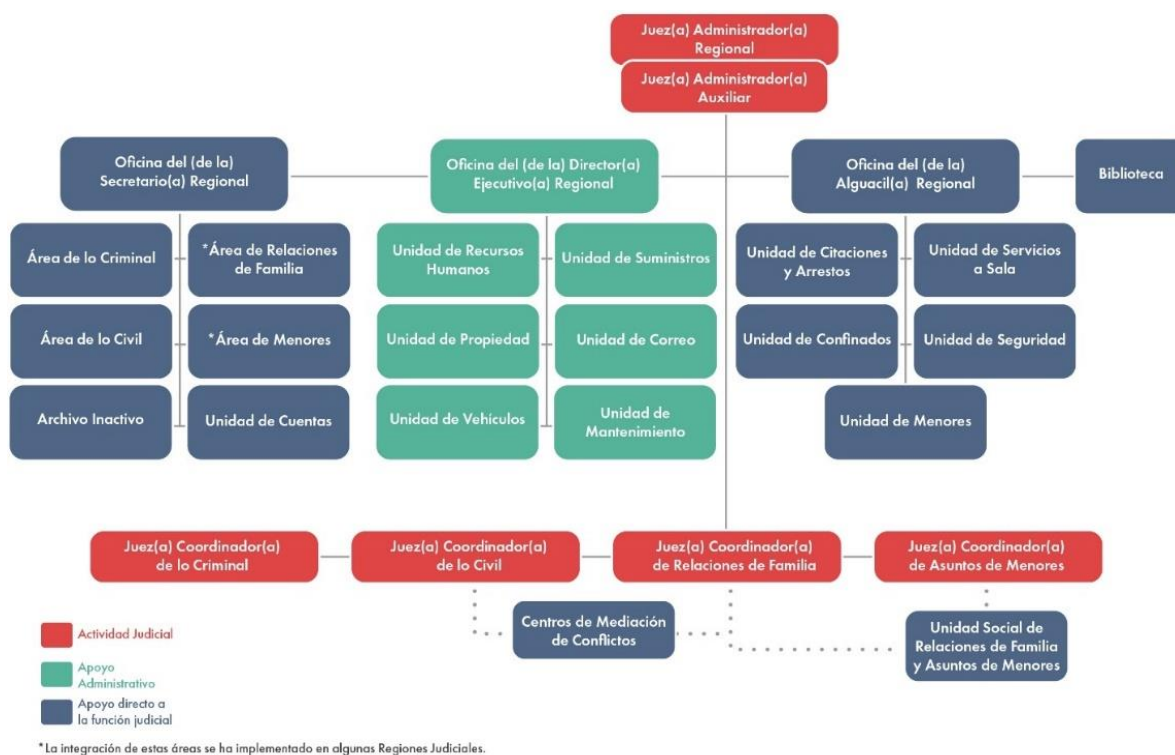 Juez(a) Administrador(a)
Regional
Juez(a) Administrador(a)
Auxiliar
Oficina del (de la)
Secretario(a) Regional
Oficina del (de la) Director(a)
Ejecutivo(a) Regional
Oficina del (de la)
Alguacil(a) Regional
Biblioteca
Área de lo Criminal
*Área de Relaciones
de Familia
Unidad de Recursos
Humanos
Unidad de Suministros
Unidad de Citaciones
y Arrestos
Unidad de Servicios
a Sala
Área de lo Civil
*Área de Menores
Unidad de Propiedad
Unidad de Correo
Unidad de Confinados
Unidad de Seguridad
Archivo Inactivo
Unidad de Cuentas
Unidad de Vehículos
Unidad de
Mantenimiento
Unidad de Menores
Juez(a) Coordinador(a)
de lo Criminal
Juez(a) Coordinador(a)
de lo Civil
Juez(a) Coordinador(a)
de Relaciones de Familia
Juez(a) Coordinador(a)
de Asuntos de Menores
Centros de Mediación
de Conflictos
Unidad Social de
Relaciones de Familia
y Asuntos de Menores
Actividad Judicial
Apoyo
Administrativo
Apoyo directo a
la función judicial
*La integración de estas áreas se ha implementado en algunas Regiones Judiciales.